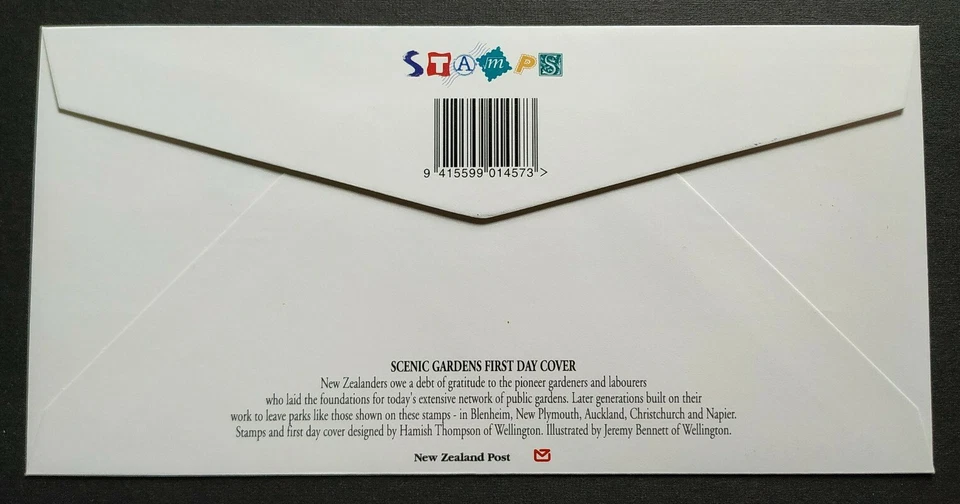 STAmPS
9 415599 014573 >
SCENIC GARDENS FIRST DAY COVER
New Zealanders owe a debt of gratitude to the pioneer gardeners and labourers
who laid the foundations for today's extensive network of public gardens. Later generations built on their
work to leave parks like those shown on these stamps - in Blenheim, New Plymouth, Auckland, Christchurch and Napier.
Stamps and first day cover designed by Hamish Thompson of Wellington. Illustrated by Jeremy Bennett of Wellington.
New Zealand Post